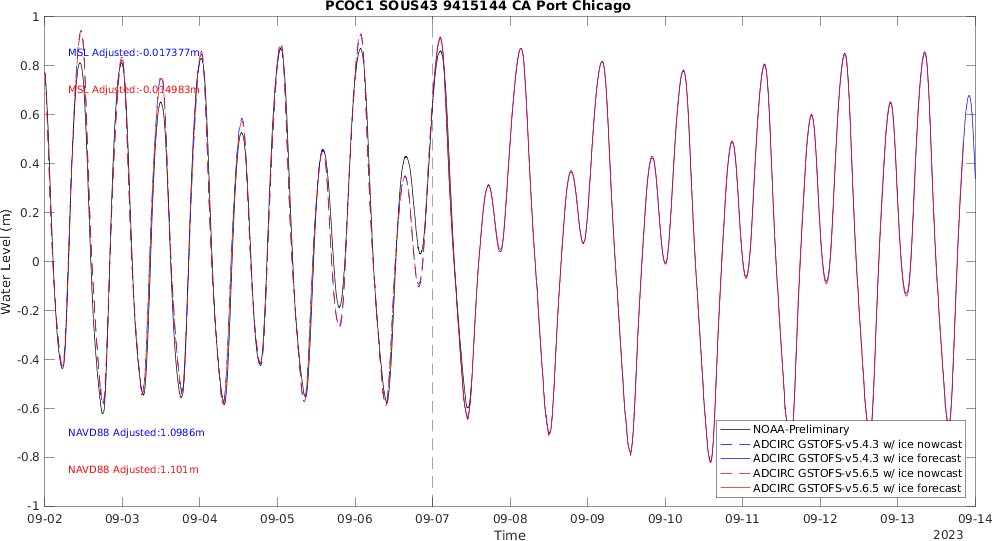 PCOC1 SOUS43 9415144 CA Port Chicago
1
0.8
0.6
0.4
0.2
0
-0.2
-0.4
-0.6
-0.8
-1
Water Level (m)
MSL Adjusted:-0.017377m
MSL Adjusted:-0.014983m
NAVD88 Adjusted:1.0986m
NAVD88 Adjusted:1.101m
NOAA-Preliminary
ADCIRC GSTOFS-v5.4.3 w/ ice nowcast
ADCIRC GSTOFS-v5.4.3 w/ ice forecast
ADCIRC GSTOFS-v5.6.5 w/ ice nowcast
ADCIRC GSTOFS-v5.6.5 w/ ice forecast
09-02 09-03 09-04 09-05 09-06 09-07 09-08 09-09 09-10 09-11 09-12 09-13 09-14
Time
2023